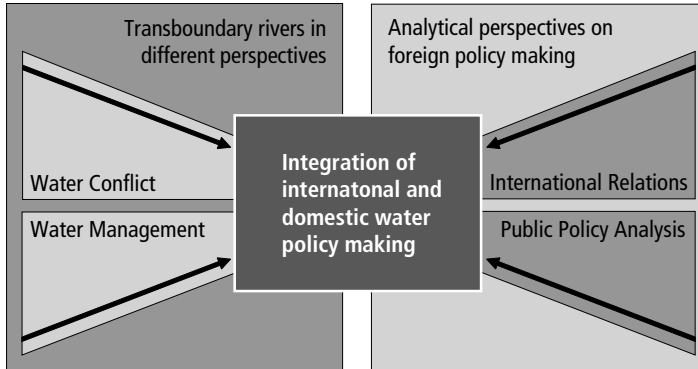 Transboundary rivers in
different perspectives
Analytical perspectives on
foreign policy making
Integration of
internatonal and
domestic water
policy making
Water Conflict
International Relations
Water Management
Public Policy Analysis